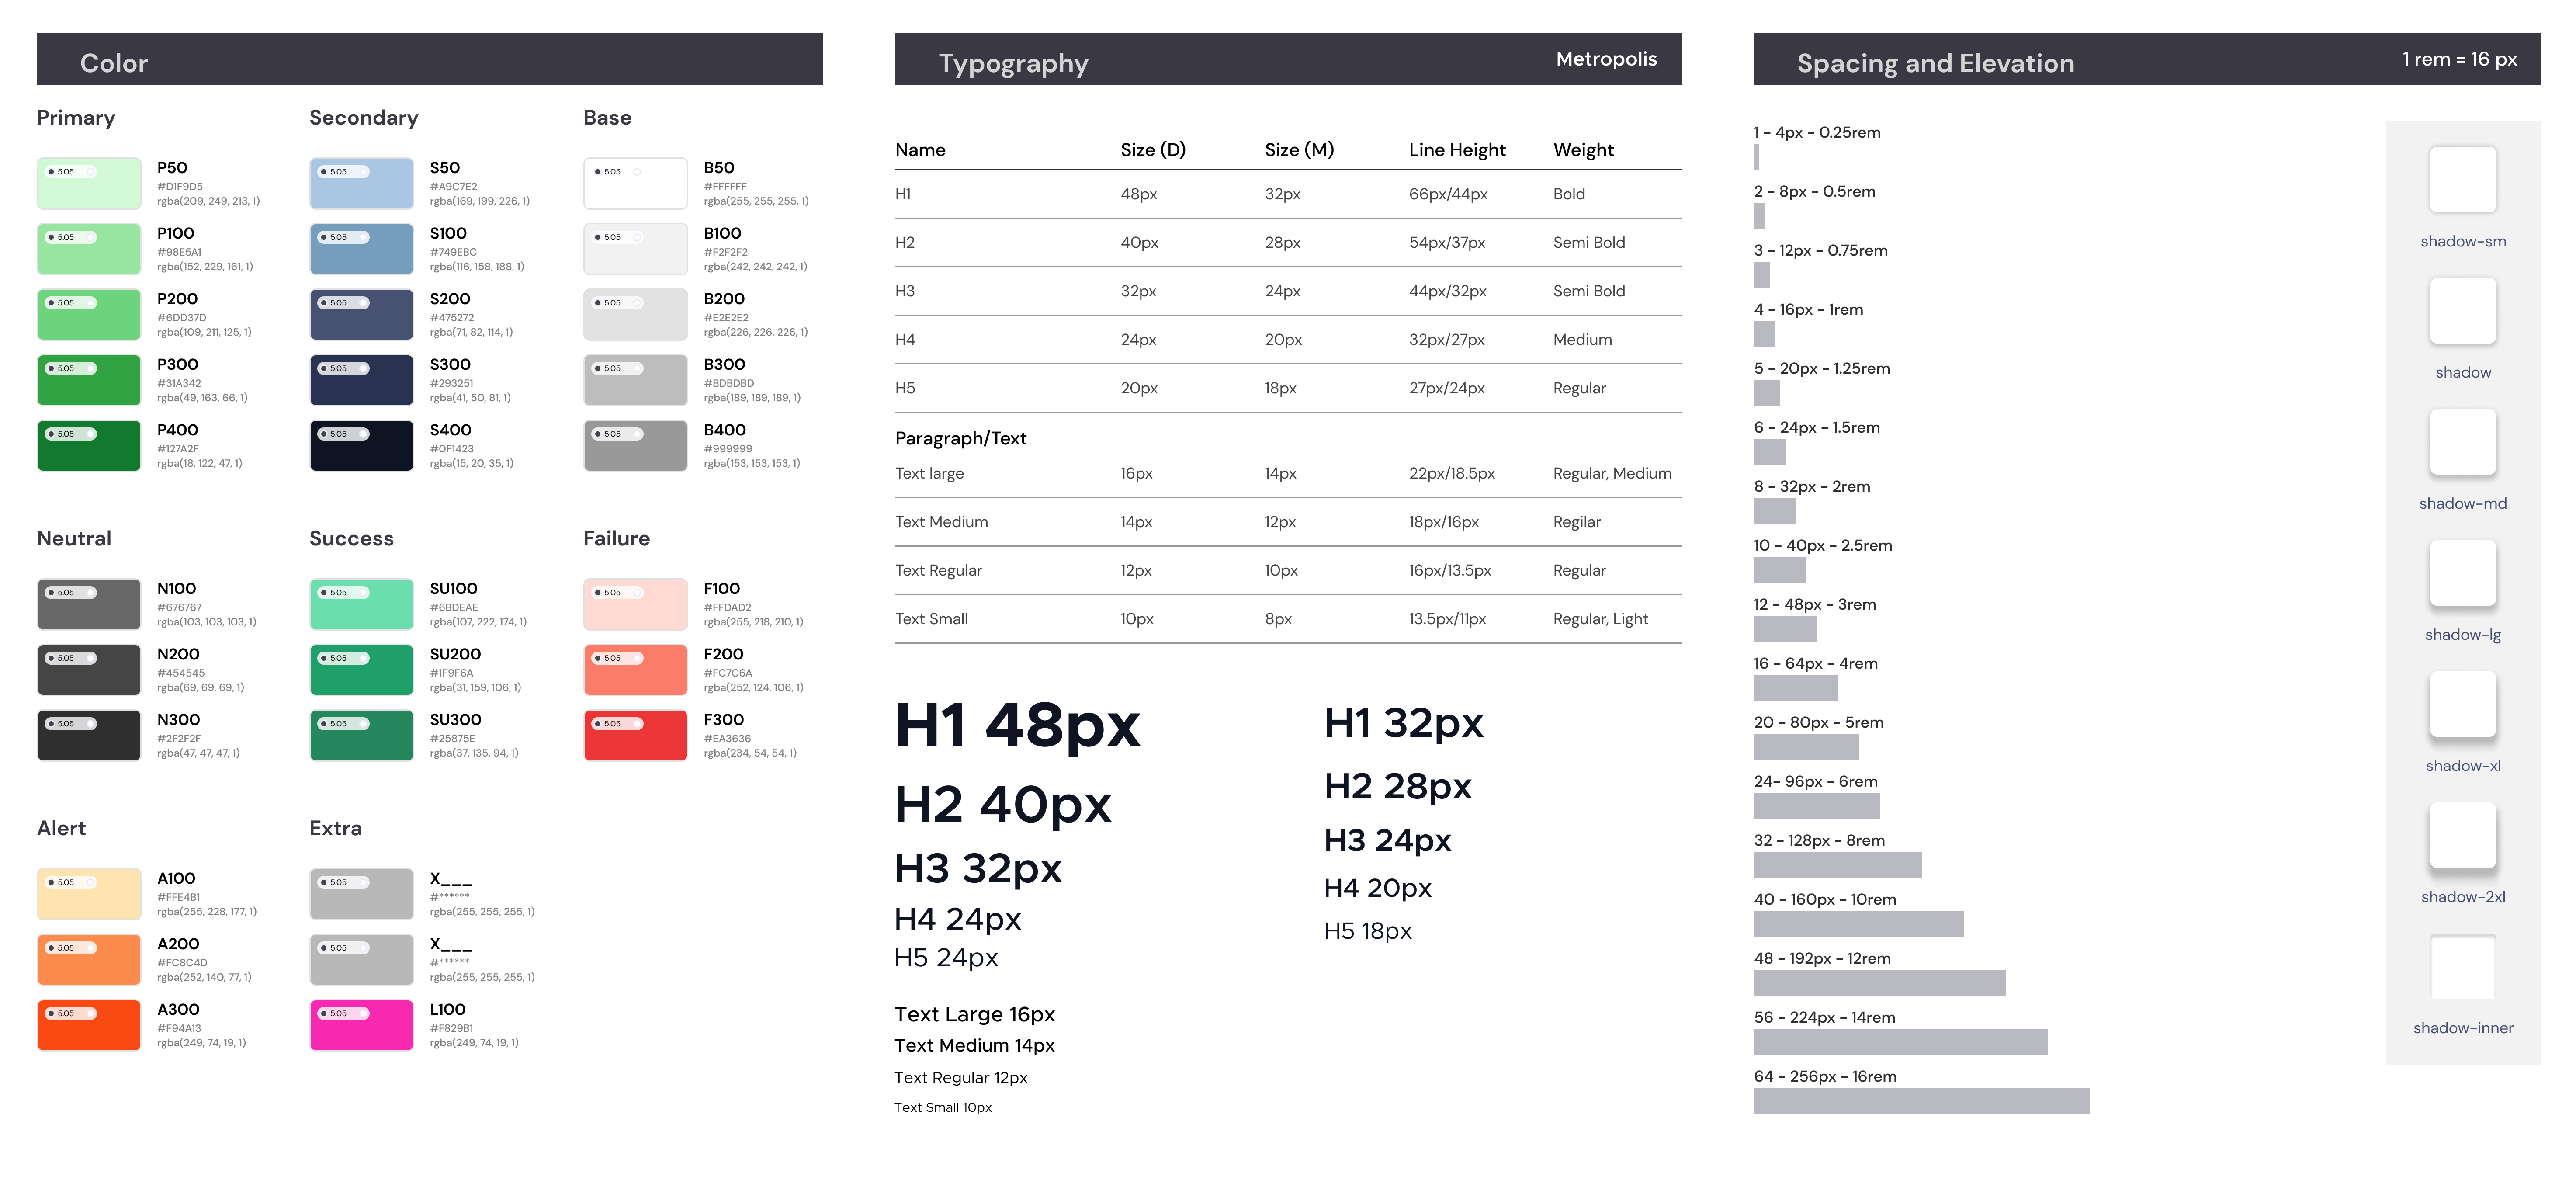 Color
Primary
P50
5.05
#D1F9D5
rgba(209, 249, 213, 1)
P100
5.05
#98E5A1
rgba(152, 229, 161, 1)
P200
5.05
#6DD37D
rgba(109, 211, 125, 1)
P300
5.05
#31A342
rgba(49, 163, 66, 1)
P400
5.05
#127A2F
rgba(18, 122, 47, 1)
Secondary
S50
5.05
#A9C7E2
rgba(169, 199, 226, 1)
S100
5.05
#749EBC
rgba(116, 158, 188, 1)
S200
5.05
#475272
rgba(71, 82, 114, 1)
S300
5.05
#293251
rgba(41, 50, 81, 1)
S400
5.05
#0F1423
rgba(15, 20, 35, 1)
Base
B50
5.05
#FFFFFF
rgba(255, 255, 255, 1)
B100
5.05
#F2F2F2
rgba(242, 242, 242, 1)
B200
5.05
#E2E2E2
rgba(226, 226, 226, 1)
B300
5.05
#BDBDBD
rgba(189, 189, 189, 1)
B400
5.05
#999999
rgba(153, 153, 153, 1)
Neutral
N100
5.05
#676767
rgba(103, 103, 103, 1)
N200
5.05
#454545
rgba(69, 69, 69, 1)
N300
5.05
#2F2F2F
rgba(47, 47, 47, 1)
Success
SU100
5.05
#6BDEAE
rgba(107, 222, 174, 1)
SU200
5.05
#1F9F6A
rgba(31, 159, 106, 1)
SU300
5.05
#25875E
rgba(37, 135, 94, 1)
Failure
F100
5.05
#FFDAD2
rgba(255, 218, 210, 1)
F200
5.05
#FC7C6A
rgba(252, 124, 106, 1)
F300
5.05
#EA3636
rgba(234, 54, 54, 1)
Alert
A100
5.05
#FFE4B1
rgba(255, 228, 177, 1)
A200
5.05
#FC8C4D
rgba(252, 140, 77, 1)
A300
5.05
#F94A13
rgba(249, 74, 19, 1)
Extra
X___
5.05
#******
rgba(255, 255, 255, 1)
X___
5.05
#******
rgba(255, 255, 255, 1)
L100
5.05
#F829B1
rgba(249, 74, 19, 1)
Typography Metropolis
Name Size (D) Size (M) Line Height Weight
H1 48px 32px 66px/44px Bold
H2 40px 28px 54px/37px Semi Bold
H3 32px 24px 44px/32px Semi Bold
H4 24px 20px 32px/27px Medium
H5 20px 18px 27px/24px Regular
Paragraph/Text
Text large 16px 14px 22px/18.5px Regular, Medium
Text Medium 14px 12px 18px/16px Regilar
Text Regular 12px 10px 16px/13.5px Regular
Text Small 10px 8px 13.5px/11px Regular, Light
H1 48px
H2 40px
H3 32px
H4 24px
H5 24px
H1 32px
H2 28px
H3 24px
H4 20px
H5 18px
Text Large 16px
Text Medium 14px
Text Regular 12px
Text Small 10px
Spacing and Elevation 1 rem = 16 px
1 - 4px - 0.25rem
2 - 8px - 0.5rem
3 - 12px - 0.75rem
4 - 16px - 1rem
5 - 20px - 1.25rem
6 - 24px - 1.5rem
8 - 32px - 2rem
10 - 40px - 2.5rem
12 - 48px - 3rem
16 - 64px - 4rem
20 - 80px - 5rem
24- 96px - 6rem
32 - 128px - 8rem
40 - 160px - 10rem
48 - 192px - 12rem
56 - 224px - 14rem
64 - 256px - 16rem
shadow-sm
shadow
shadow-md
shadow-lg
shadow-xl
shadow-2xl
shadow-inner